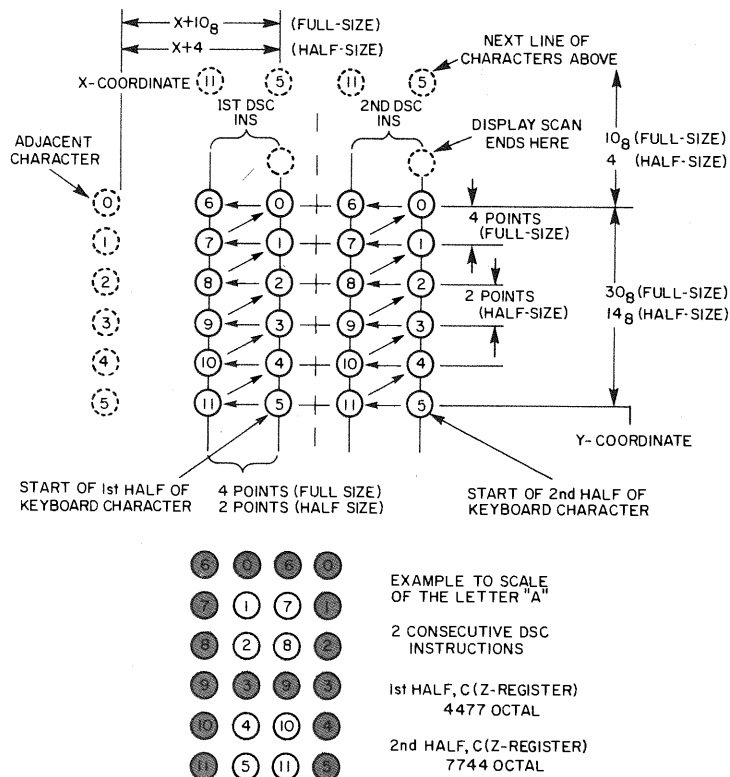 X+10₈ (FULL-SIZE)
X+4 (HALF-SIZE)
NEXT LINE OF
CHARACTERS ABOVE
X-COORDINATE 11 5 11 5
1ST DSC
INS
2ND DSC
INS
DISPLAY SCAN
ENDS HERE
10₈ (FULL-SIZE)
4 (HALF-SIZE)
ADJACENT
CHARACTER
0 6 0 6 0
4 POINTS
(FULL-SIZE)
1 7 1 7 1
2 8 2 8 2
2 POINTS
(HALF-SIZE)
30₈ (FULL-SIZE)
14₈ (HALF-SIZE)
3 9 3 9 3
4 10 4 10 4
5 11 5 11 5
Y-COORDINATE
START OF 1st HALF OF
KEYBOARD CHARACTER
4 POINTS (FULL SIZE)
2 POINTS (HALF SIZE)
START OF 2nd HALF OF
KEYBOARD CHARACTER
6 0 6 0
7 1 7 1
8 2 8 2
9 3 9 3
10 4 10 4
11 5 11 5
EXAMPLE TO SCALE
OF THE LETTER "A"
2 CONSECUTIVE DSC
INSTRUCTIONS
1st HALF, C(Z-REGISTER)
4477 OCTAL
2nd HALF, C(Z-REGISTER)
7744 OCTAL